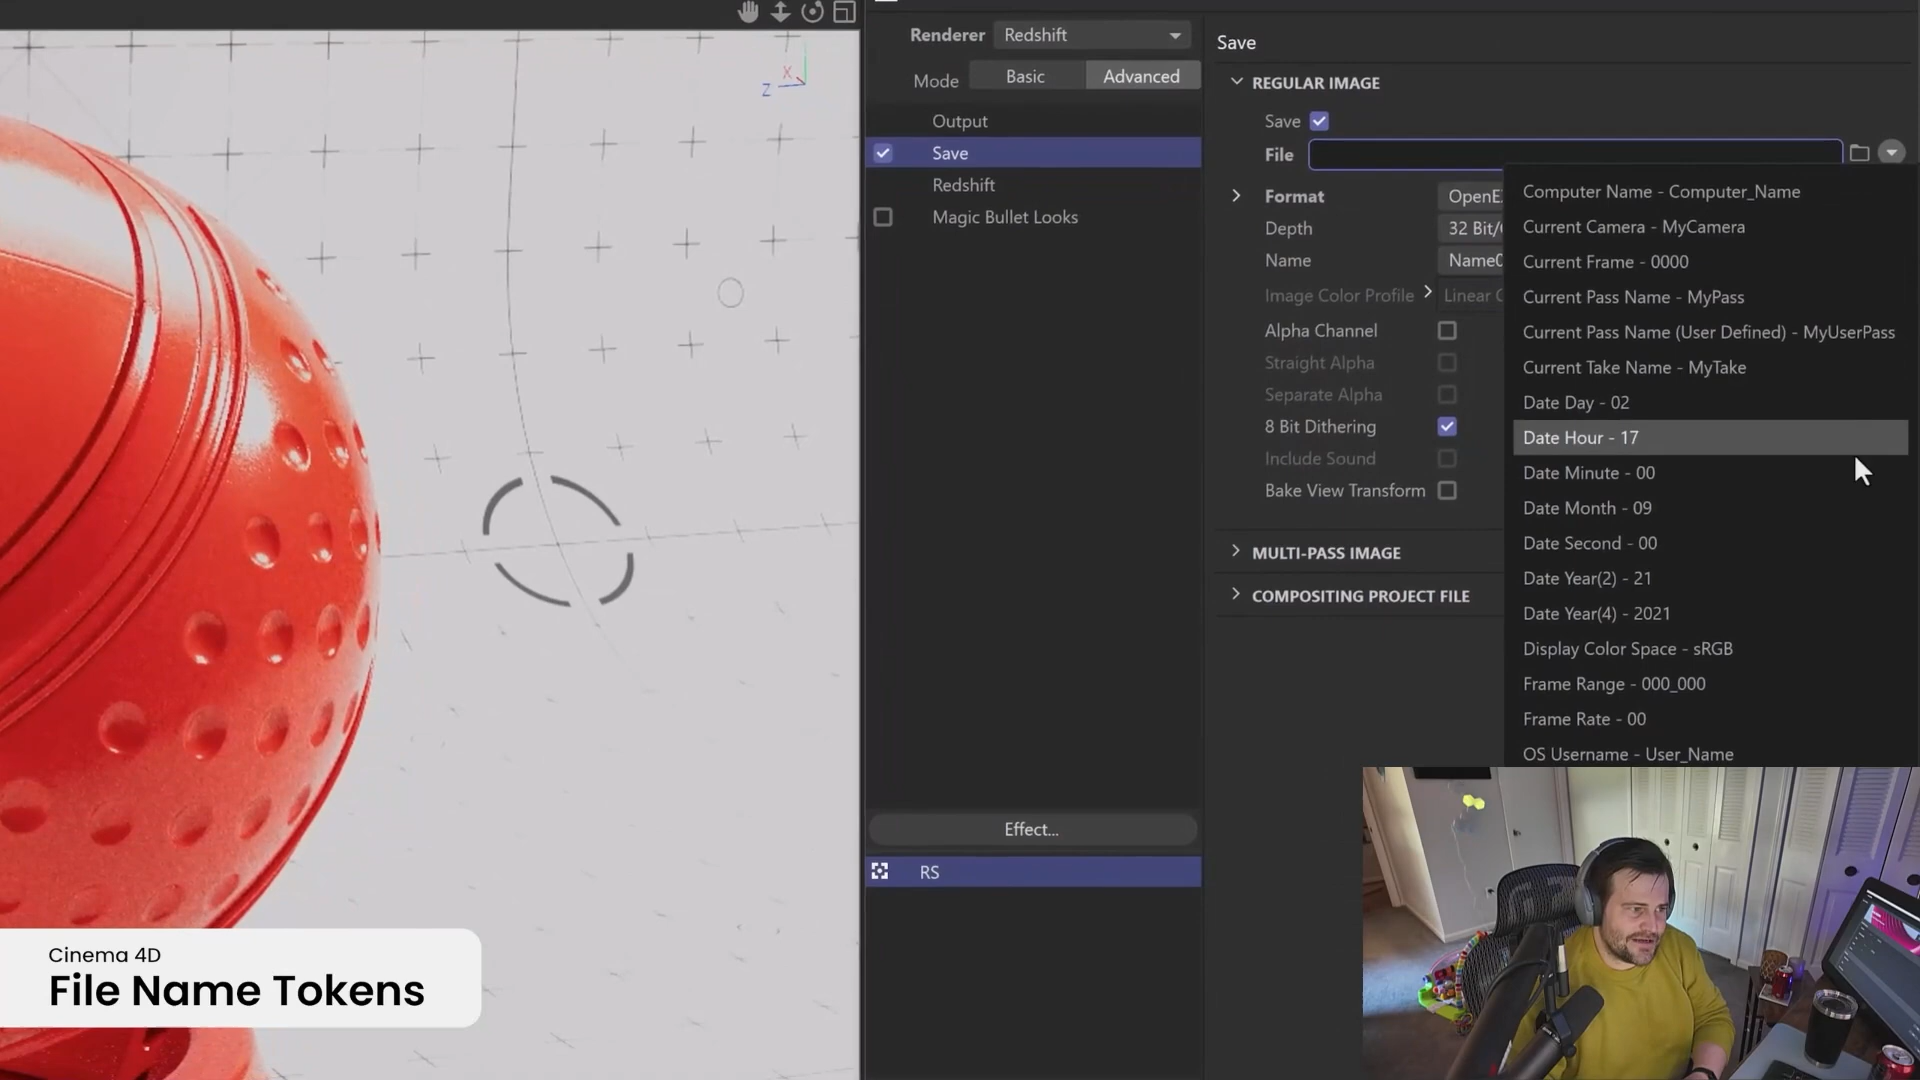 Renderer
Redshift
Mode
Basic
Advanced
Output
Save
Redshift
Magic Bullet Looks
Effect...
RS
Save
REGULAR IMAGE
Save
File
Format
OpenE
Depth
32 Bit/
Name
Name
Image Color Profile
Linear
Alpha Channel
Straight Alpha
Separate Alpha
8 Bit Dithering
Include Sound
Bake View Transform
MULTI-PASS IMAGE
COMPOSITING PROJECT FILE
Computer Name - Computer_Name
Current Camera - MyCamera
Current Frame - 0000
Current Pass Name - MyPass
Current Pass Name (User Defined) - MyUserPass
Current Take Name - MyTake
Date Day - 02
Date Hour - 17
Date Minute - 00
Date Month - 09
Date Second - 00
Date Year(2) - 21
Date Year(4) - 2021
Display Color Space - sRGB
Frame Range - 000_000
Frame Rate - 00
OS Username - User_Name
X
Z
Cinema 4D
File Name Tokens